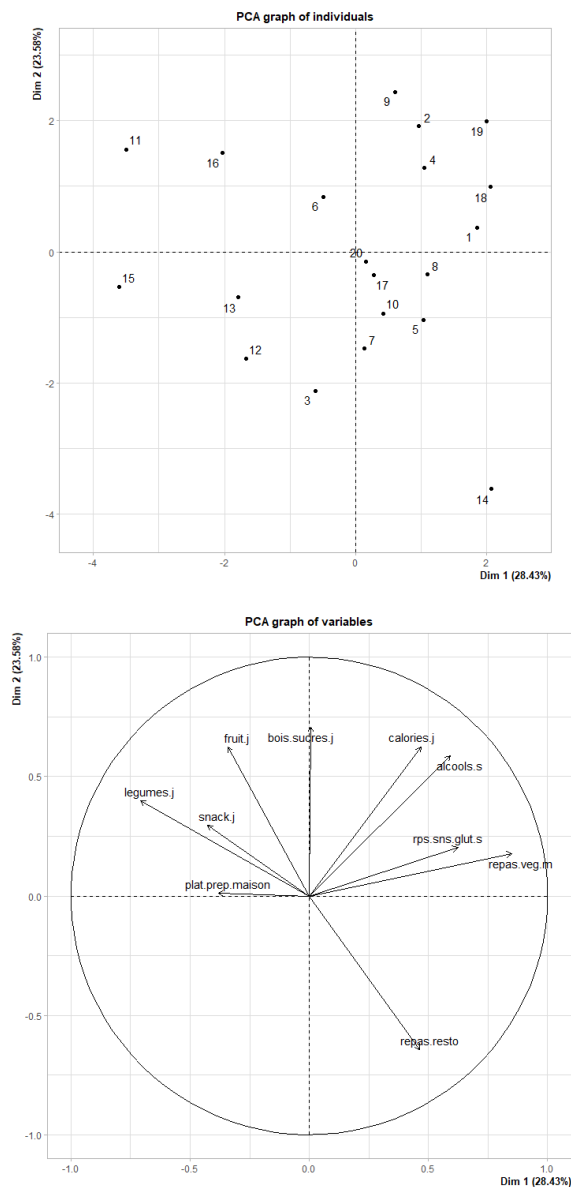 PCA graph of individuals
Dim 2 (23.58%)
9
2
19
11
16
4
18
6
1
20
8
15
17
13
10
5
7
12
3
14
2
0
-2
-4
-4
-2
0
2
Dim 1 (28.43%)
PCA graph of variables
Dim 2 (23.58%)
1.0
0.5
0.0
-0.5
-1.0
fruit.j
bois.sucres.j
calories.j
alcools.s
legumes.j
snack.j
rps.sns.glut.s
repas.veg.m
plat.prep.maison
repas.resto
-1.0
-0.5
0.0
0.5
1.0
Dim 1 (28.43%)